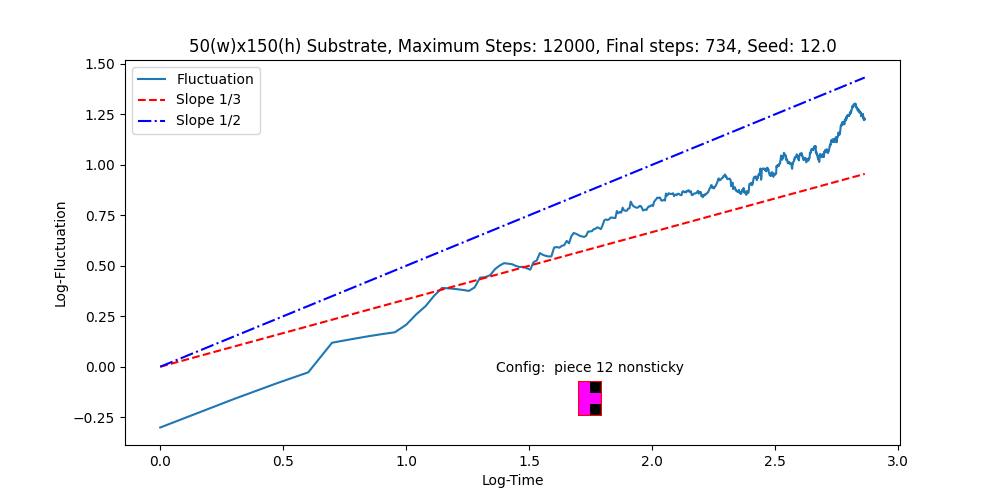 50(w)x150(h) Substrate, Maximum Steps: 12000, Final steps: 734, Seed: 12.0
1.50
1.25
1.00
0.75
0.50
0.25
0.00
−0.25
Log-Fluctuation
Fluctuation
Slope 1/3
Slope 1/2
Config:  piece 12 nonsticky
0.0 0.5 1.0 1.5 2.0 2.5 3.0
Log-Time